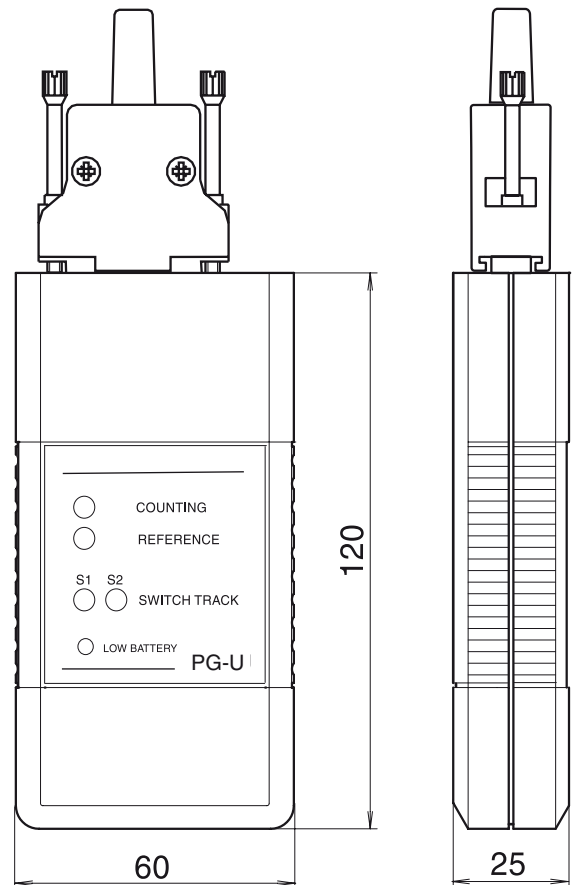 COUNTING
REFERENCE
S1 S2
SWITCH TRACK
LOW BATTERY
PG-U
120
60
25